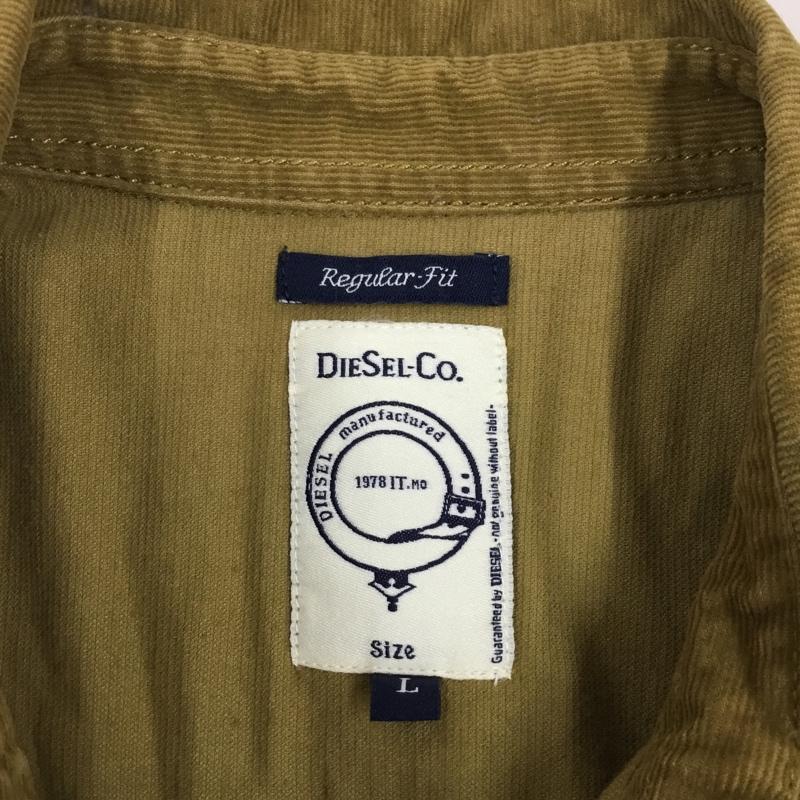 Regular-Fit
DIESEL-CO.
manufactured
DIESEL
1978 IT.MO
Guaranteed by DIESEL - not genuine without label-
Size
L